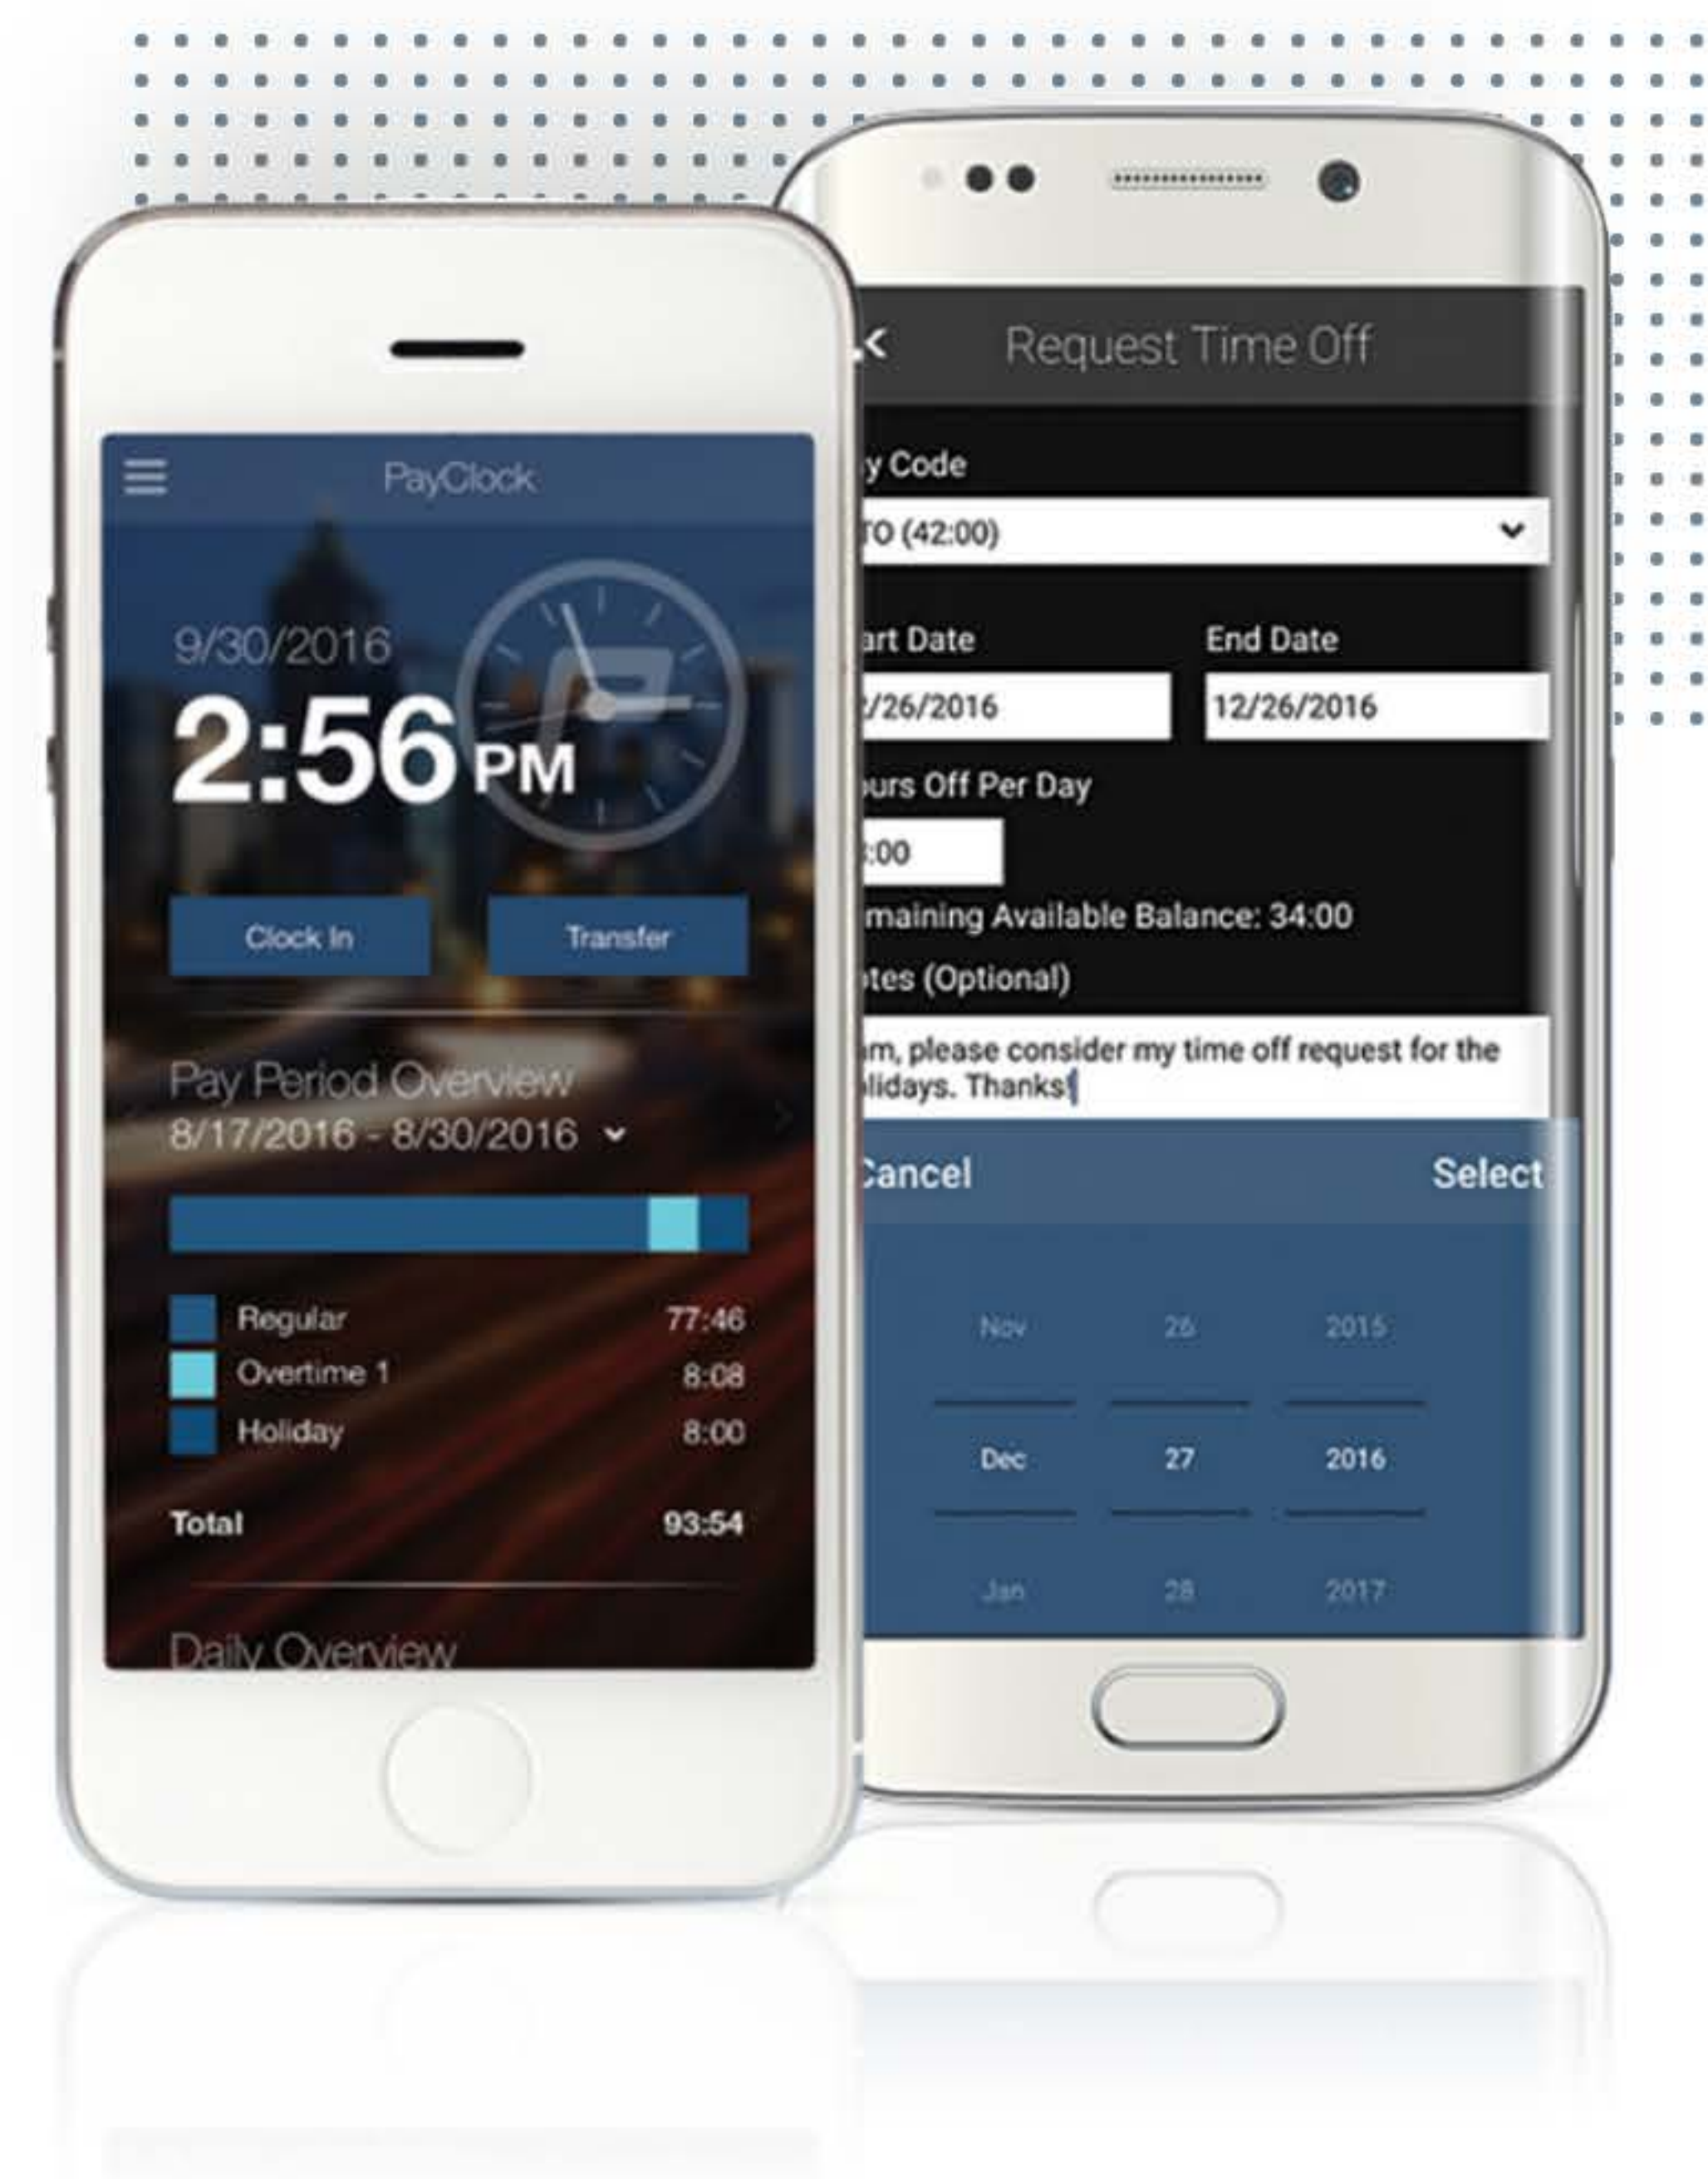 PayClock
9/30/2016
2:56 PM
Clock In
Transfer
Pay Period Overview
8/17/2016 - 8/30/2016
Regular 77:46
Overtime 1 8:08
Holiday 8:00
Total 93:54
Daily Overview
Request Time Off
y Code
TO (42:00)
art Date
End Date
/26/2016
12/26/2016
urs Off Per Day
:00
maining Available Balance: 34:00
tes (Optional)
m, please consider my time off request for the
lidays. Thanks!
Cancel
Select
Nov 26 2015
Dec 27 2016
Jan 28 2017